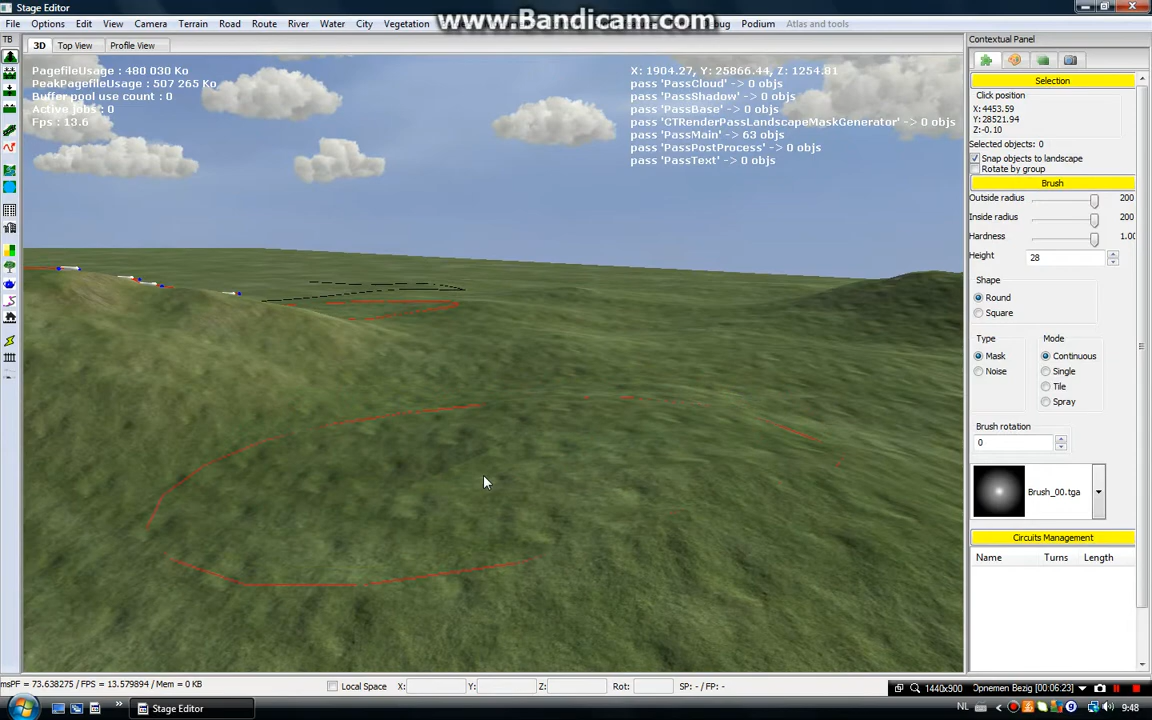 Stage Editor
www.Bandicam.com
File Options Edit View Camera Terrain Road Route River Water City Vegetation bug Podium Atlas and tools
TB
3D Top View Profile View
PagefileUsage : 480 030 Ko
PeakPagefileUsage : 507 265 Ko
Buffer pool use count : 0
Active jobs : 0
Fps : 13.6
X: 1904.27, Y: 25866.44, Z: 1254.81
pass 'PassCloud' -> 0 objs
pass 'PassShadow' -> 0 objs
pass 'PassBase' -> 0 objs
pass 'CTRenderPassLandscapeMaskGenerator' -> 0 objs
pass 'PassMain' -> 63 objs
pass 'PassPostProcess' -> 0 objs
pass 'PassText' -> 0 objs
Contextual Panel
Selection
Click position
X:4453.59
Y:28521.94
Z:-0.10
Selected objects: 0
Snap objects to landscape
Rotate by group
Brush
Outside radius 200
Inside radius 200
Hardness 1.00
Height 28
Shape
Round
Square
Type Mode
Mask Continuous
Noise Single
Tile
Spray
Brush rotation
0
Brush_00.tga
Circuits Management
Name Turns Length
msPF = 73.638275 / FPS = 13.579894 / Mem = 0 KB
Local Space X: Y: Z: Rot: SP: - / FP: -
1440x900 Opnemen Bezig [00:06:23]
Stage Editor
NL 9:48